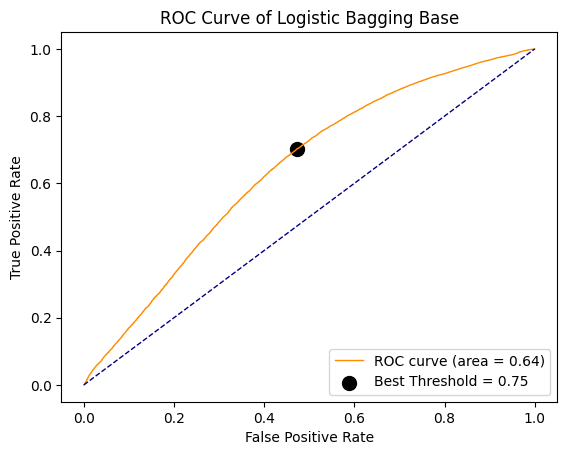 ROC Curve of Logistic Bagging Base
True Positive Rate
1.0
0.8
0.6
0.4
0.2
0.0
ROC curve (area = 0.64)
Best Threshold = 0.75
0.0 0.2 0.4 0.6 0.8 1.0
False Positive Rate